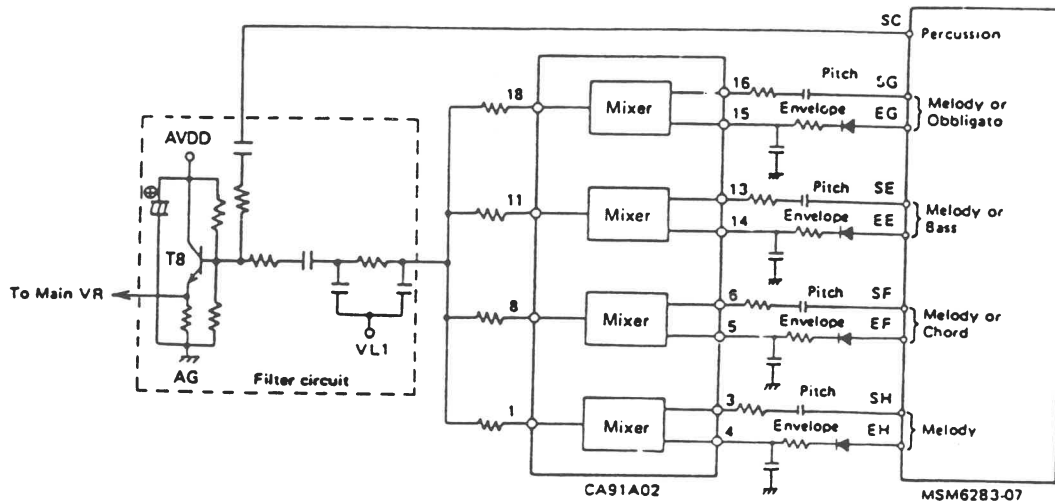 SC
Percussion
16
Pitch
SG
18
Mixer
Melody or
Obbligato
15
Envelope
EG
AVDD
⊕
13
Pitch
SE
11
Mixer
Melody or
Bass
14
Envelope
EE
T8
To Main VR
6
Pitch
SF
8
Mixer
Melody or
Chord
5
Envelope
EF
VL1
AG
Filter circuit
3
Pitch
SH
1
Mixer
Melody
4
Envelope
EH
CA91A02
MSM6283-07